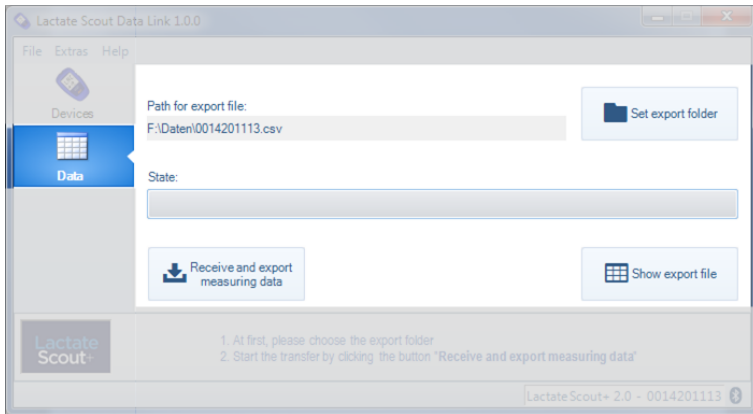 Lactate Scout Data Link 1.0.0
File Extras Help
Devices
Data
Path for export file:
F:\Daten\0014201113.csv
Set export folder
State:
Receive and export
measuring data
Show export file
Lactate
Scout+
1. At first, please choose the export folder
2. Start the transfer by clicking the button "Receive and export measuring data"
Lactate Scout+ 2.0 - 0014201113